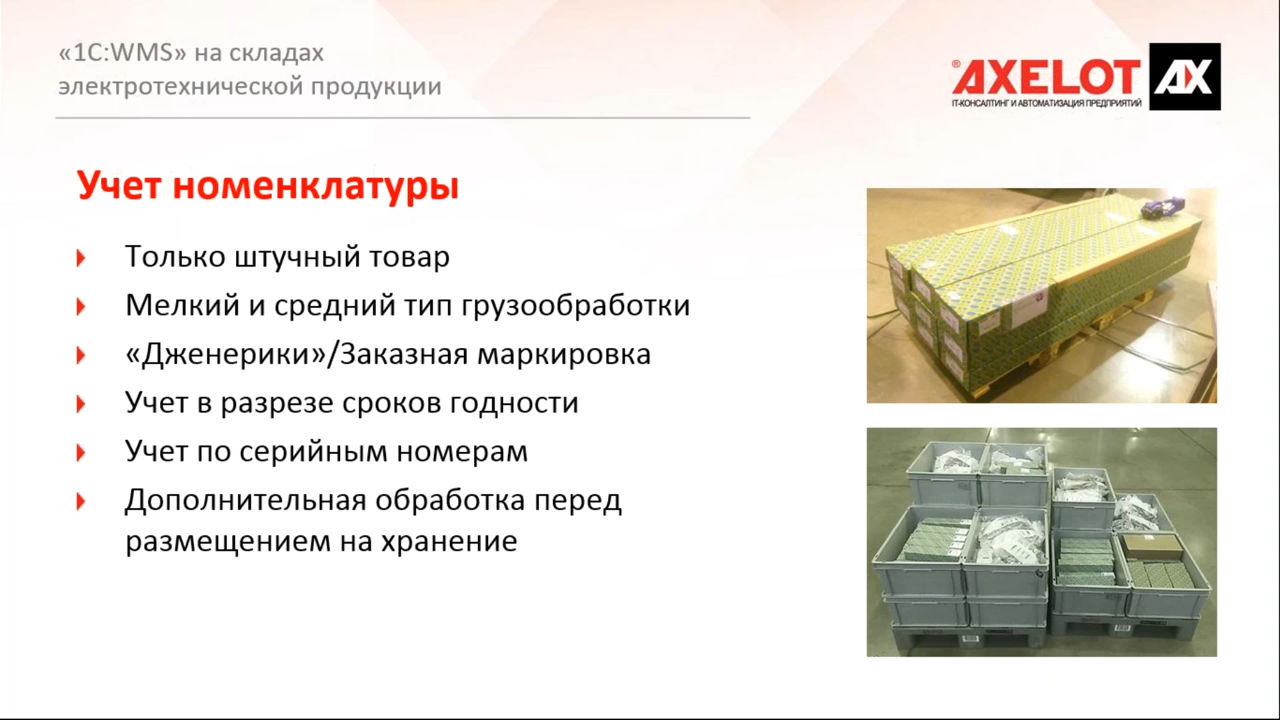 «1С:WMS» на складах
электротехнической продукции
®AXELOT AX
IT-КОНСАЛТИНГ И АВТОМАТИЗАЦИЯ ПРЕДПРИЯТИЙ
Учет номенклатуры
Только штучный товар
Мелкий и средний тип грузообработки
«Дженерики»/Заказная маркировка
Учет в разрезе сроков годности
Учет по серийным номерам
Дополнительная обработка перед
размещением на хранение